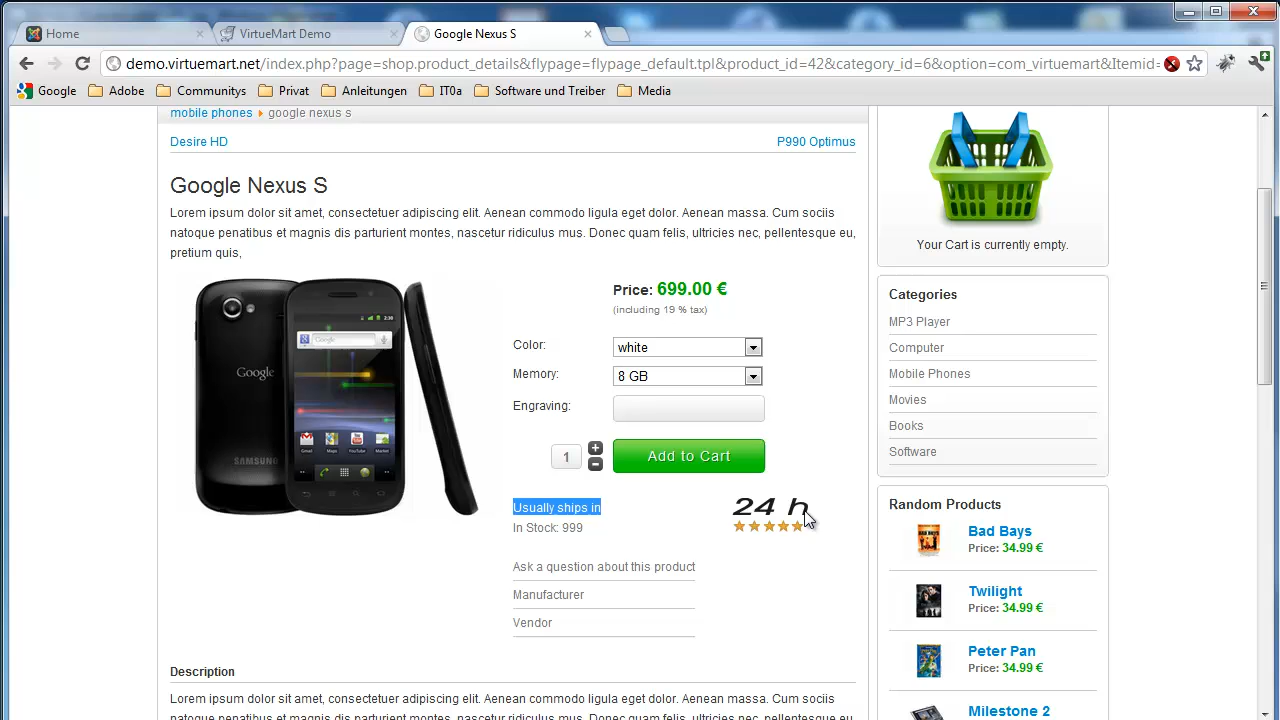 Home
VirtueMart Demo
Google Nexus S
demo.virtuemart.net/index.php?page=shop.product_details&flypage=flypage_default.tpl&product_id=42&category_id=6&option=com_virtuemart&Itemid=
Google
Adobe
Communitys
Privat
Anleitungen
IT0a
Software und Treiber
Media
mobile phones
google nexus s
Desire HD
P990 Optimus
Google Nexus S
Lorem ipsum dolor sit amet, consectetuer adipiscing elit. Aenean commodo ligula eget dolor. Aenean massa. Cum sociis
natoque penatibus et magnis dis parturient montes, nascetur ridiculus mus. Donec quam felis, ultricies nec, pellentesque eu,
pretium quis,
Google
SAMSUNG
Google
Price: 699.00 €
(including 19 % tax)
Color:
white
Memory:
8 GB
Engraving:
1
Add to Cart
Usually ships in
24 h
In Stock: 999
Ask a question about this product
Manufacturer
Vendor
Description
Lorem ipsum dolor sit amet, consectetuer adipiscing elit. Aenean commodo ligula eget dolor. Aenean massa. Cum sociis
Your Cart is currently empty.
Categories
MP3 Player
Computer
Mobile Phones
Movies
Books
Software
Random Products
Bad Bays
Price: 34.99 €
Twilight
Price: 34.99 €
Peter Pan
Price: 34.99 €
Milestone 2